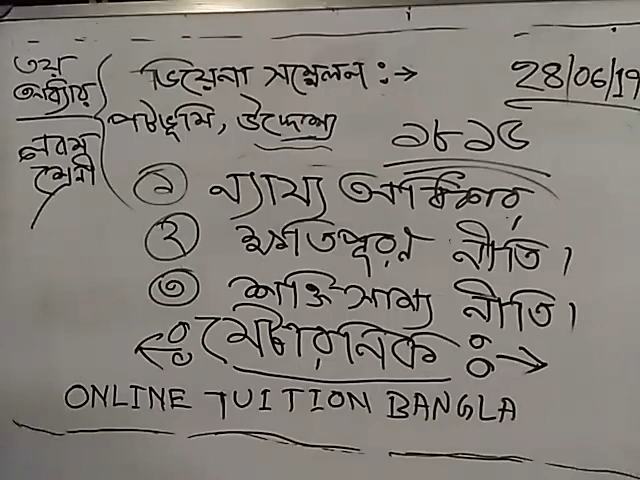 ৩য় অধ্যায়
নবম শ্রেণী
ভিয়েনা সম্মেলন :→ 28/06/19
পটভূমি, উদ্দেশ্য
১৮১৫
১ ন্যায্য অধিকার
২ ক্ষতিপূরণ নীতি।
৩ শক্তিসাম্য নীতি।
মেটারনিক :→
ONLINE TUITION BANGLA